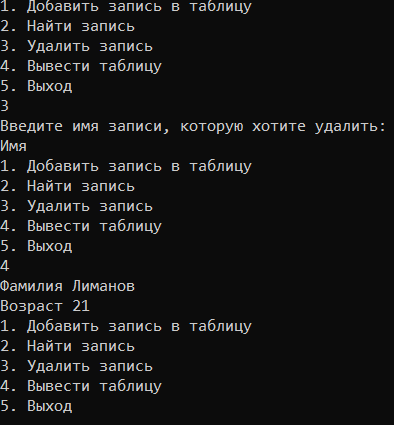 1. Добавить запись в таблицу
2. Найти запись
3. Удалить запись
4. Вывести таблицу
5. Выход
3
Введите имя записи, которую хотите удалить:
Имя
1. Добавить запись в таблицу
2. Найти запись
3. Удалить запись
4. Вывести таблицу
5. Выход
4
Фамилия Лиманов
Возраст 21
1. Добавить запись в таблицу
2. Найти запись
3. Удалить запись
4. Вывести таблицу
5. Выход